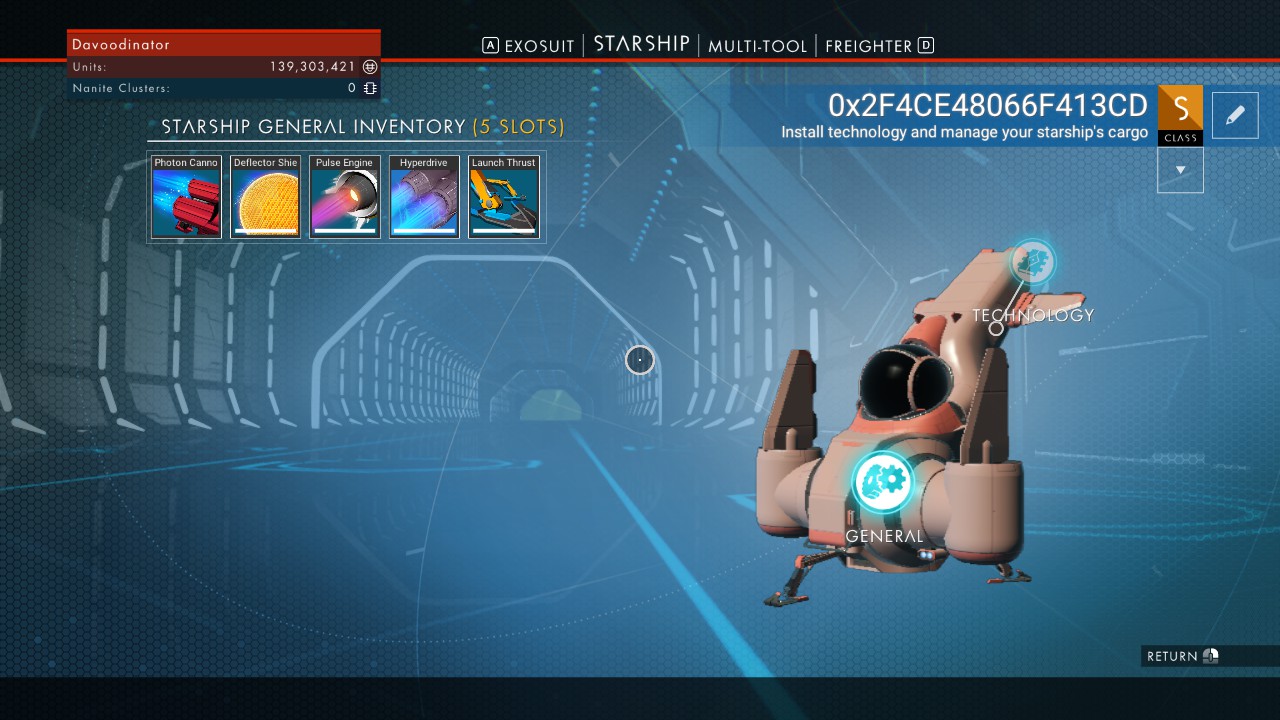 Davoodinator
Units: 139,303,421
Nanite Clusters: 0
A EXOSUIT STARSHIP MULTI-TOOL FREIGHTER D
STARSHIP GENERAL INVENTORY (5 SLOTS)
0x2F4CE48066F413CD
Install technology and manage your starship's cargo
S
CLASS
Photon Canno Deflector Shie Pulse Engine Hyperdrive Launch Thrust
TECHNOLOGY
GENERAL
RETURN